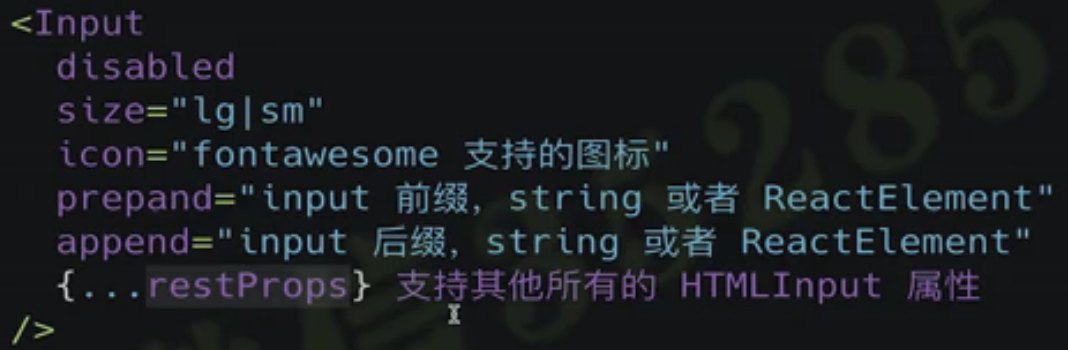 <Input
disabled
size="lg|sm"
icon="fontawesome 支持的图标"
prepand="input 前缀，string 或者 ReactElement"
append="input 后缀，string 或者 ReactElement"
{...restProps} 支持其他所有的 HTMLInput 属性
/>